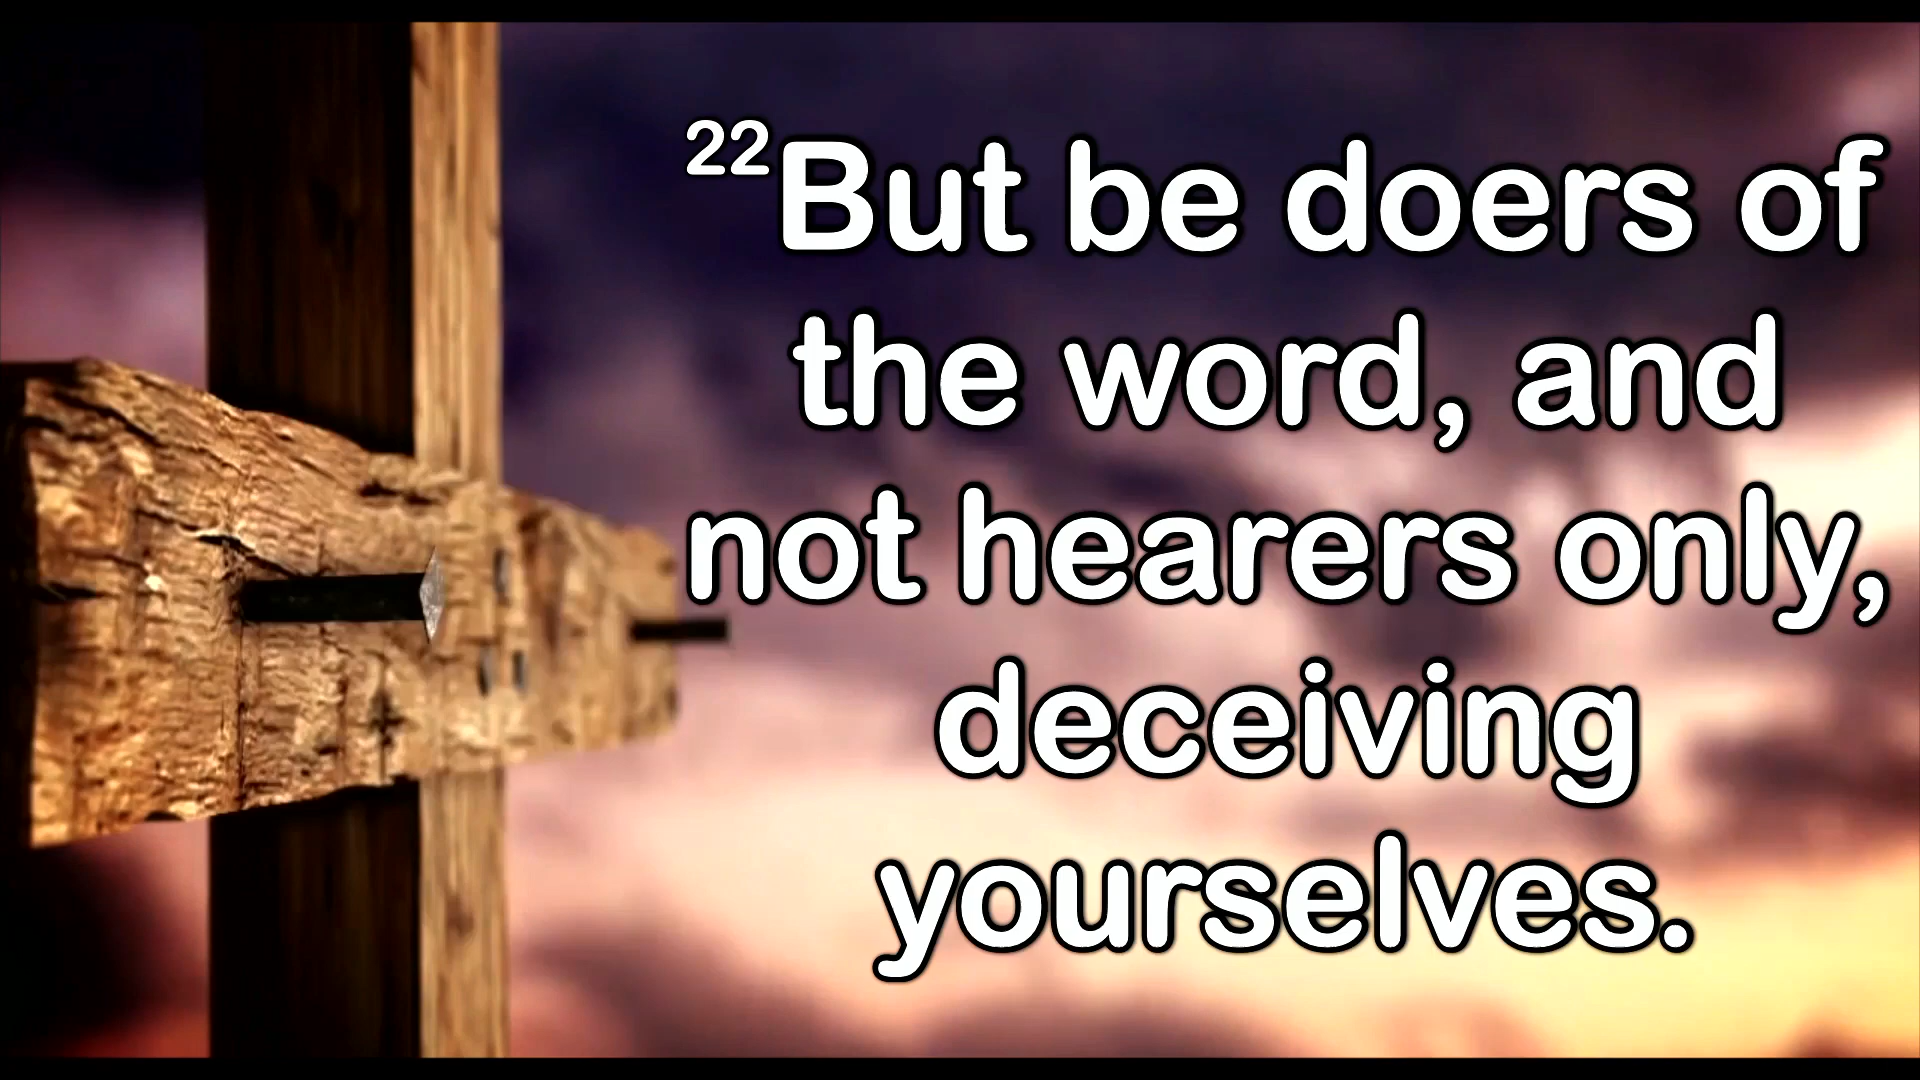 22But be doers of
the word, and
not hearers only,
deceiving
yourselves.